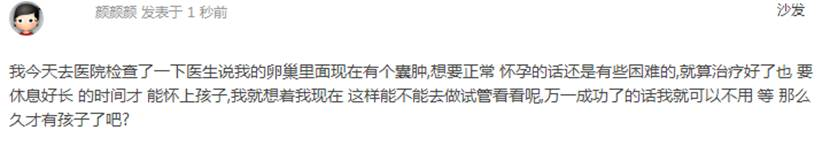 颜颜颜 发表于 1 秒前
沙发
我今天去医院检查了一下医生说我的卵巢里面现在有个囊肿,想要正常 怀孕的话还是有些困难的,就算治疗好了也 要
休息好长 的时间才 能怀上孩子,我就想着我现在 这样能不能去做试管看看呢,万一成功了的话我就可以不用 等 那么
久才有孩子了吧?